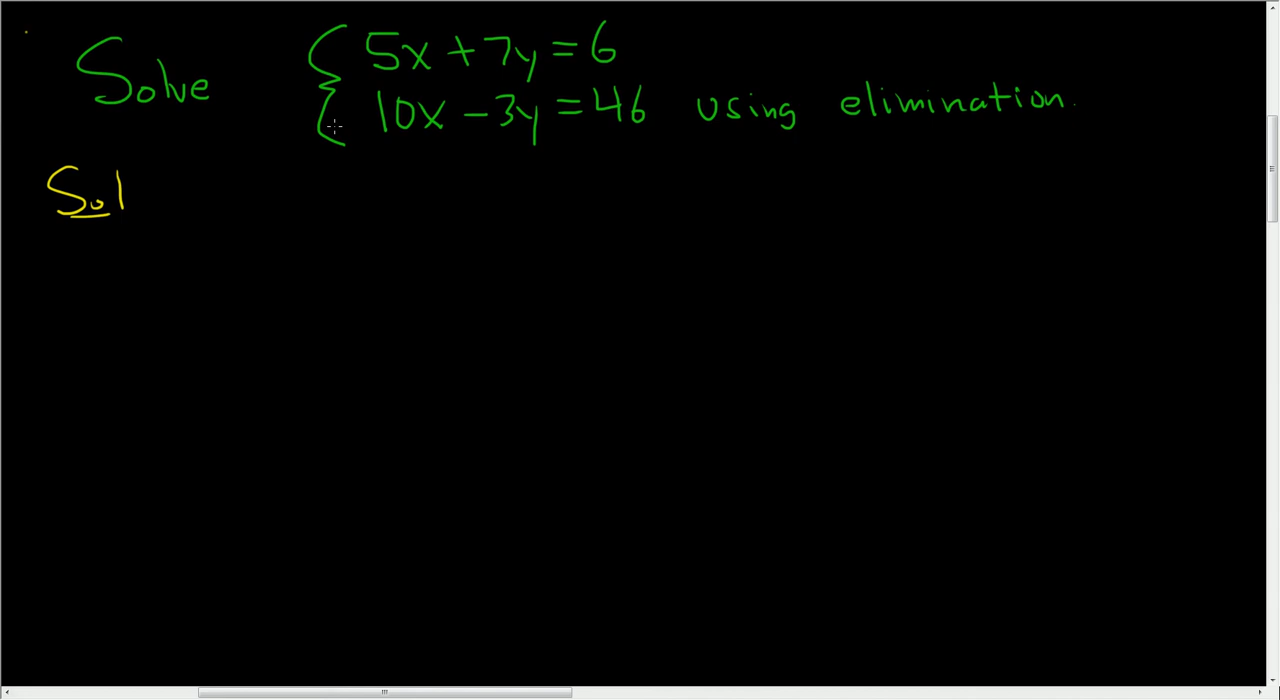 Solve { 5x + 7y = 6
10x - 3y = 46 using elimination.
Sol